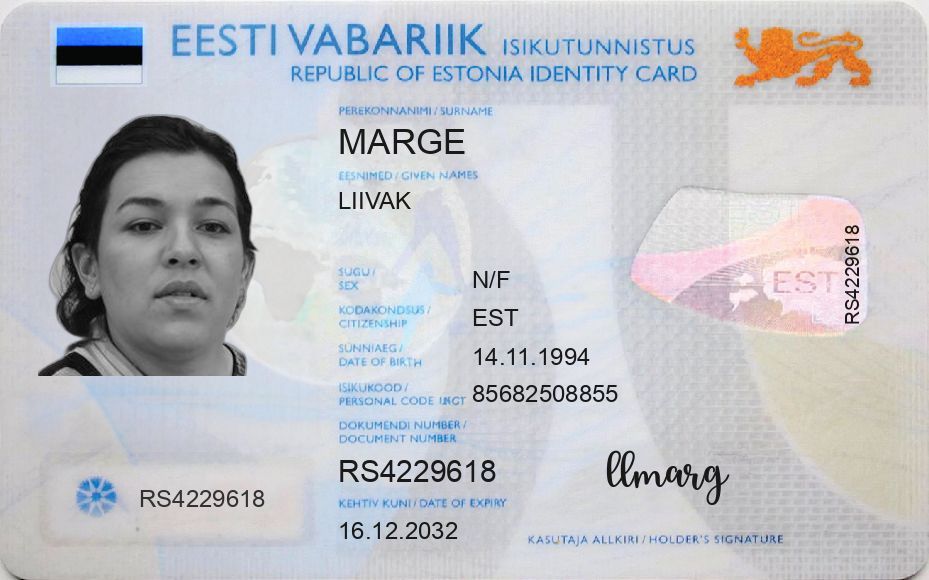 EESTI VABARIIK ISIKUTUNNISTUS
REPUBLIC OF ESTONIA IDENTITY CARD
PEREKONNANIMI / SURNAME
MARGE
EESNIMED / GIVEN NAMES
LIIVAK
SUGU /
SEX
N/F
KODAKONDSUS /
CITIZENSHIP
EST
SÜNNIAEG /
DATE OF BIRTH
14.11.1994
ISIKUKOOD /
PERSONAL CODE
85682508855
DOKUMENDI NUMBER /
DOCUMENT NUMBER
RS4229618
KEHTIV KUNI / DATE OF EXPIRY
16.12.2032
RS4229618
EST
RS4229618
llmarg
KASUTAJA ALLKIRI / HOLDER'S SIGNATURE